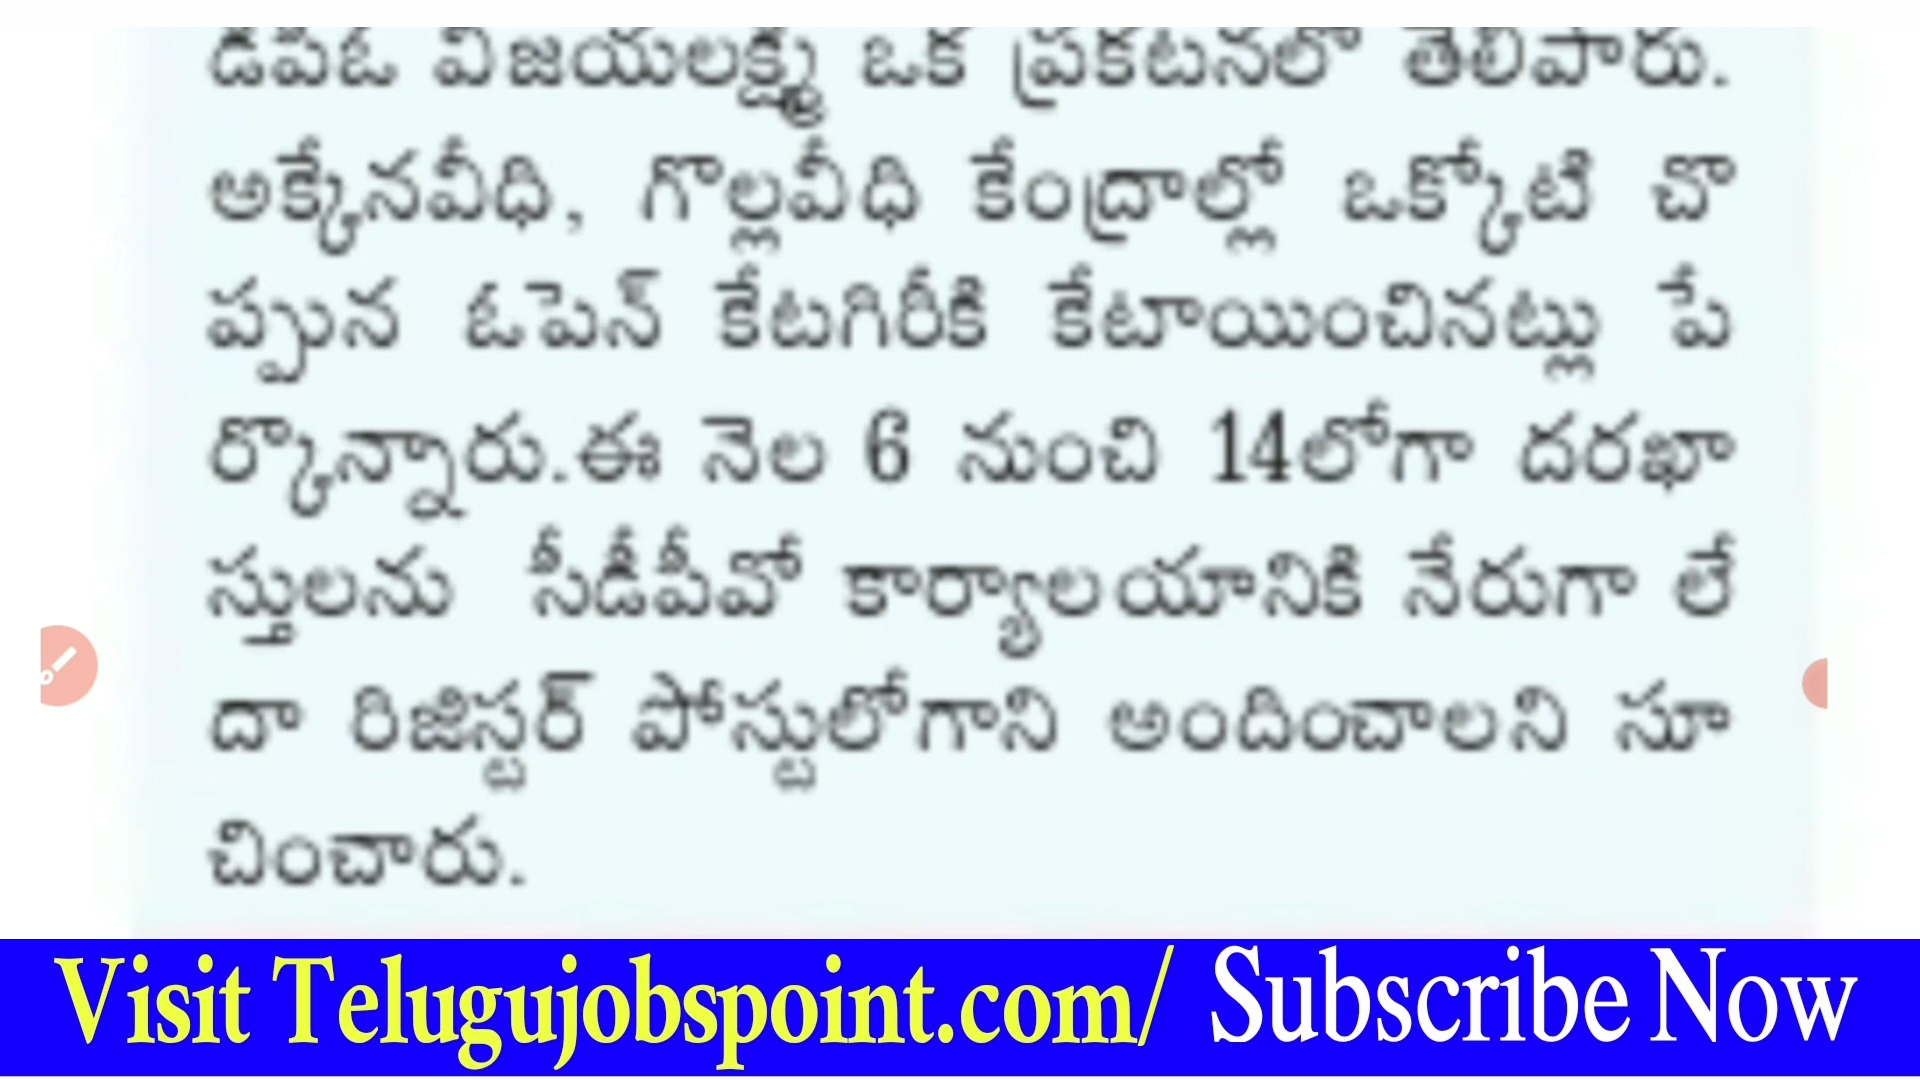 డీపీఓ విజయలక్ష్మి ఒక ప్రకటనలో తెలిపారు.
అక్కేనవీధి, గొల్లవీధి కేంద్రాల్లో ఒక్కోటి చొ
ప్పున ఓపెన్ కేటగిరీకి కేటాయించినట్లు పే
ర్కొన్నారు.ఈ నెల 6 నుంచి 14లోగా దరఖా
స్తులను సీడీపీవో కార్యాలయానికి నేరుగా లే
దా రిజిస్టర్ పోస్టులోగాని అందించాలని సూ
చించారు.
Visit Telugujobspoint.com/ Subscribe Now